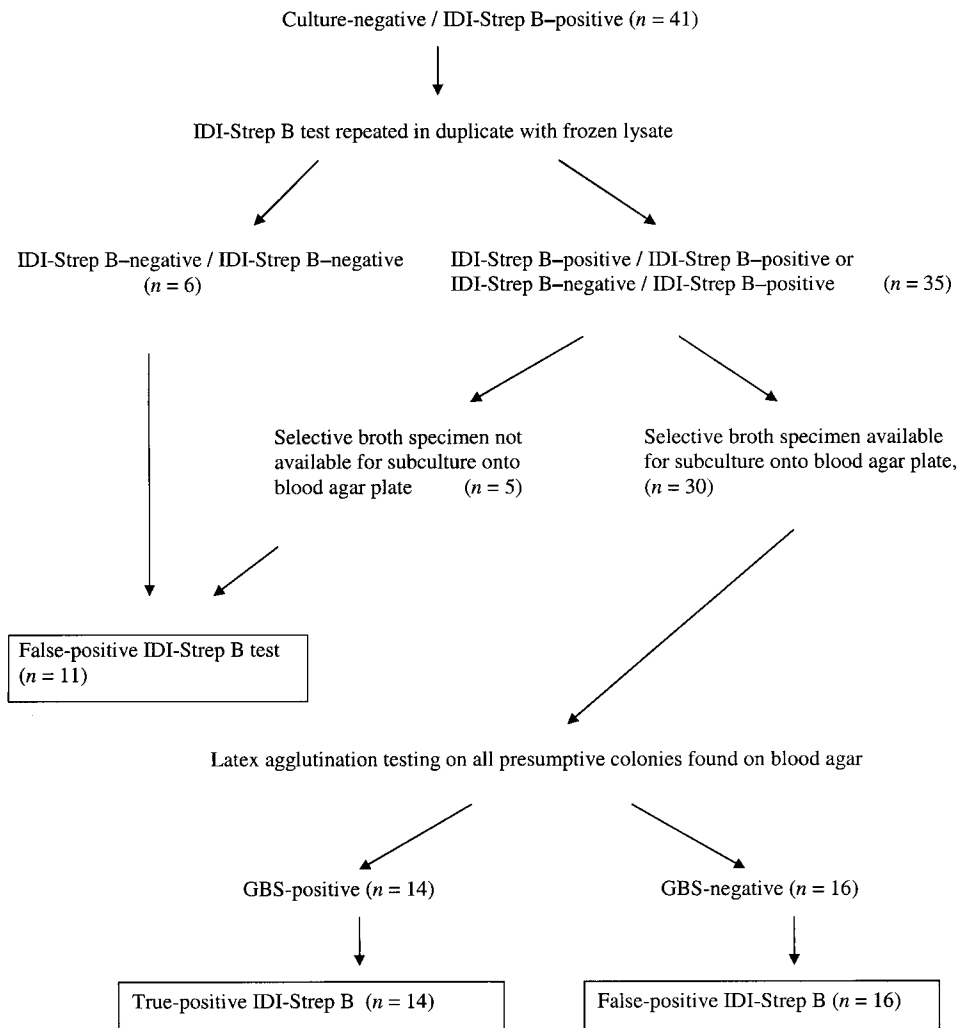 Culture-negative / IDI-Strep B–positive (n = 41)
IDI-Strep B test repeated in duplicate with frozen lysate
IDI-Strep B–negative / IDI-Strep B–negative
(n = 6)
IDI-Strep B–positive / IDI-Strep B–positive or
IDI-Strep B–negative / IDI-Strep B–positive (n = 35)
Selective broth specimen not
available for subculture onto
blood agar plate (n = 5)
Selective broth specimen available
for subculture onto blood agar plate,
(n = 30)
False-positive IDI-Strep B test
(n = 11)
Latex agglutination testing on all presumptive colonies found on blood agar
GBS-positive (n = 14)
GBS-negative (n = 16)
True-positive IDI-Strep B (n = 14)
False-positive IDI-Strep B (n = 16)